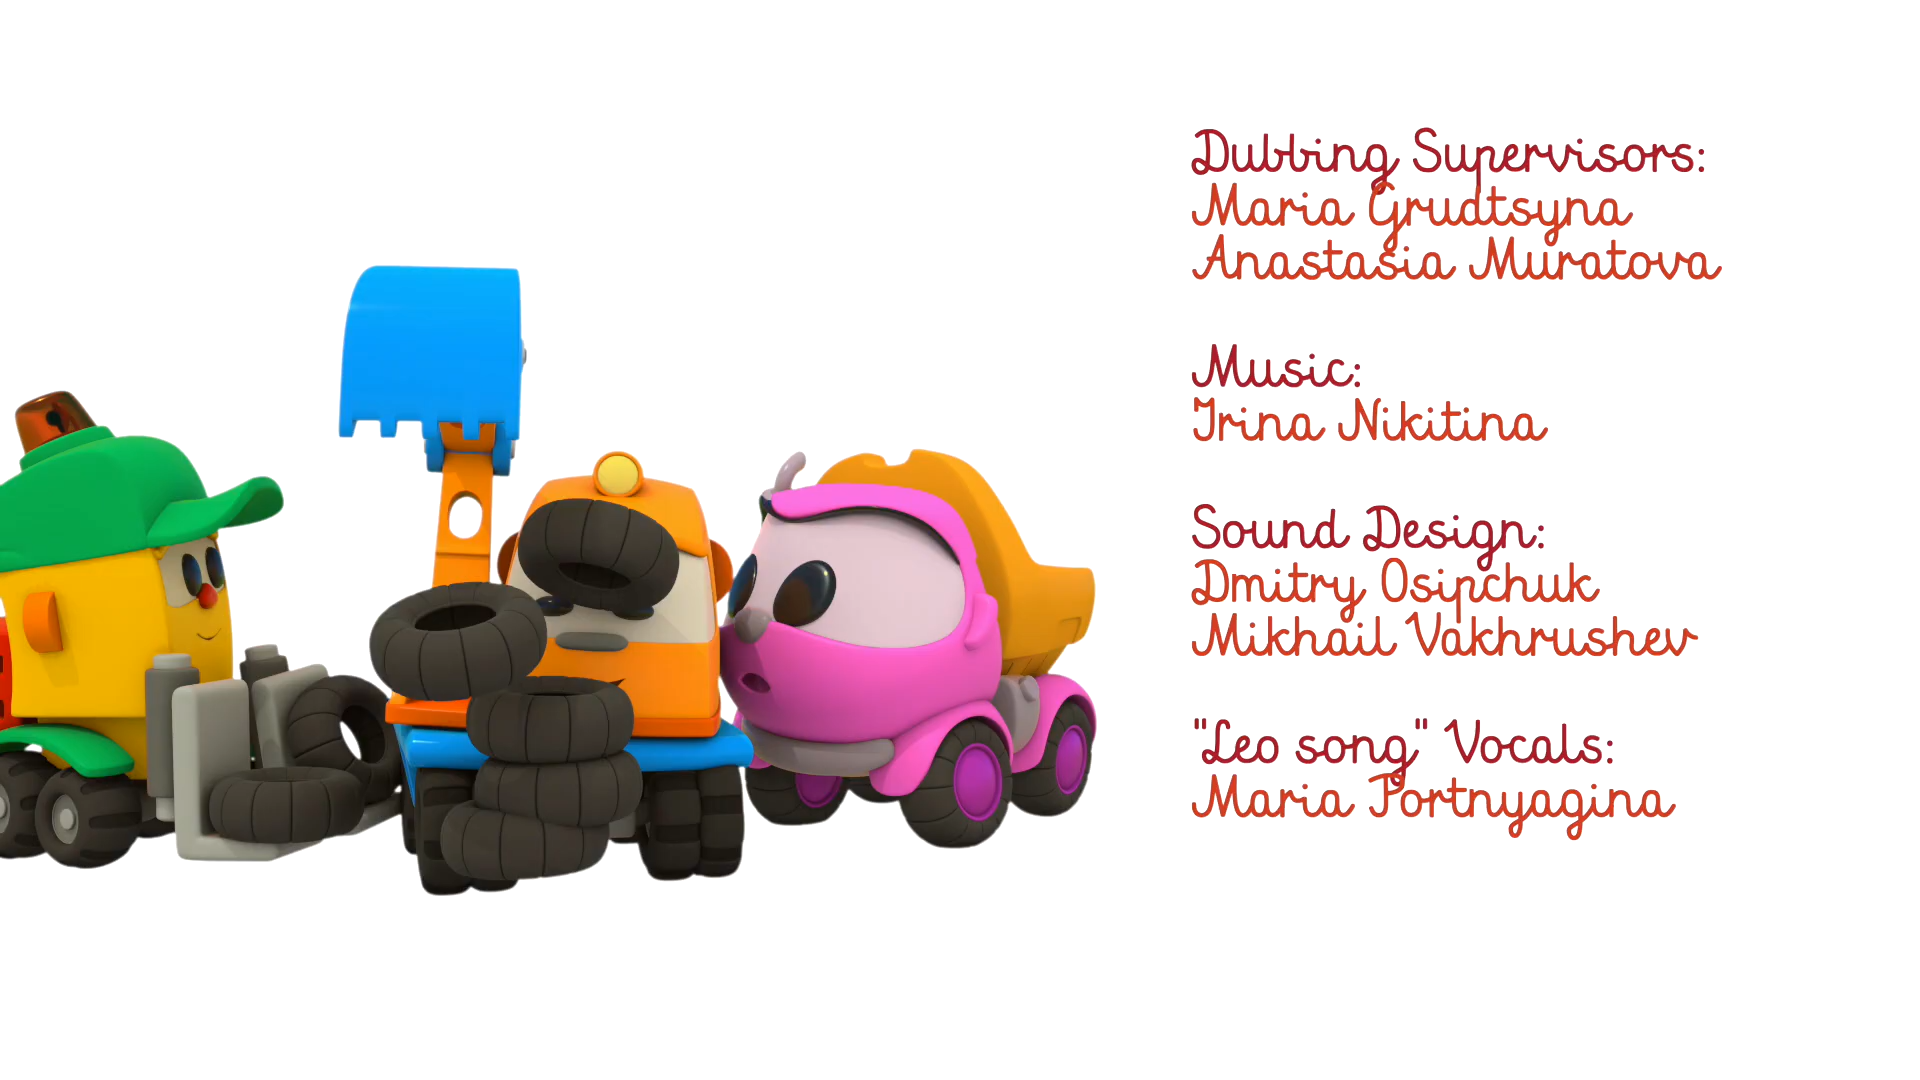 Dubbing Supervisors:
Maria Grudtsyna
Anastasia Muratova
Music:
Irina Nikitina
Sound Design:
Dmitry Osipchuk
Mikhail Vakhrushev
"Leo song" Vocals:
Maria Portnyagina